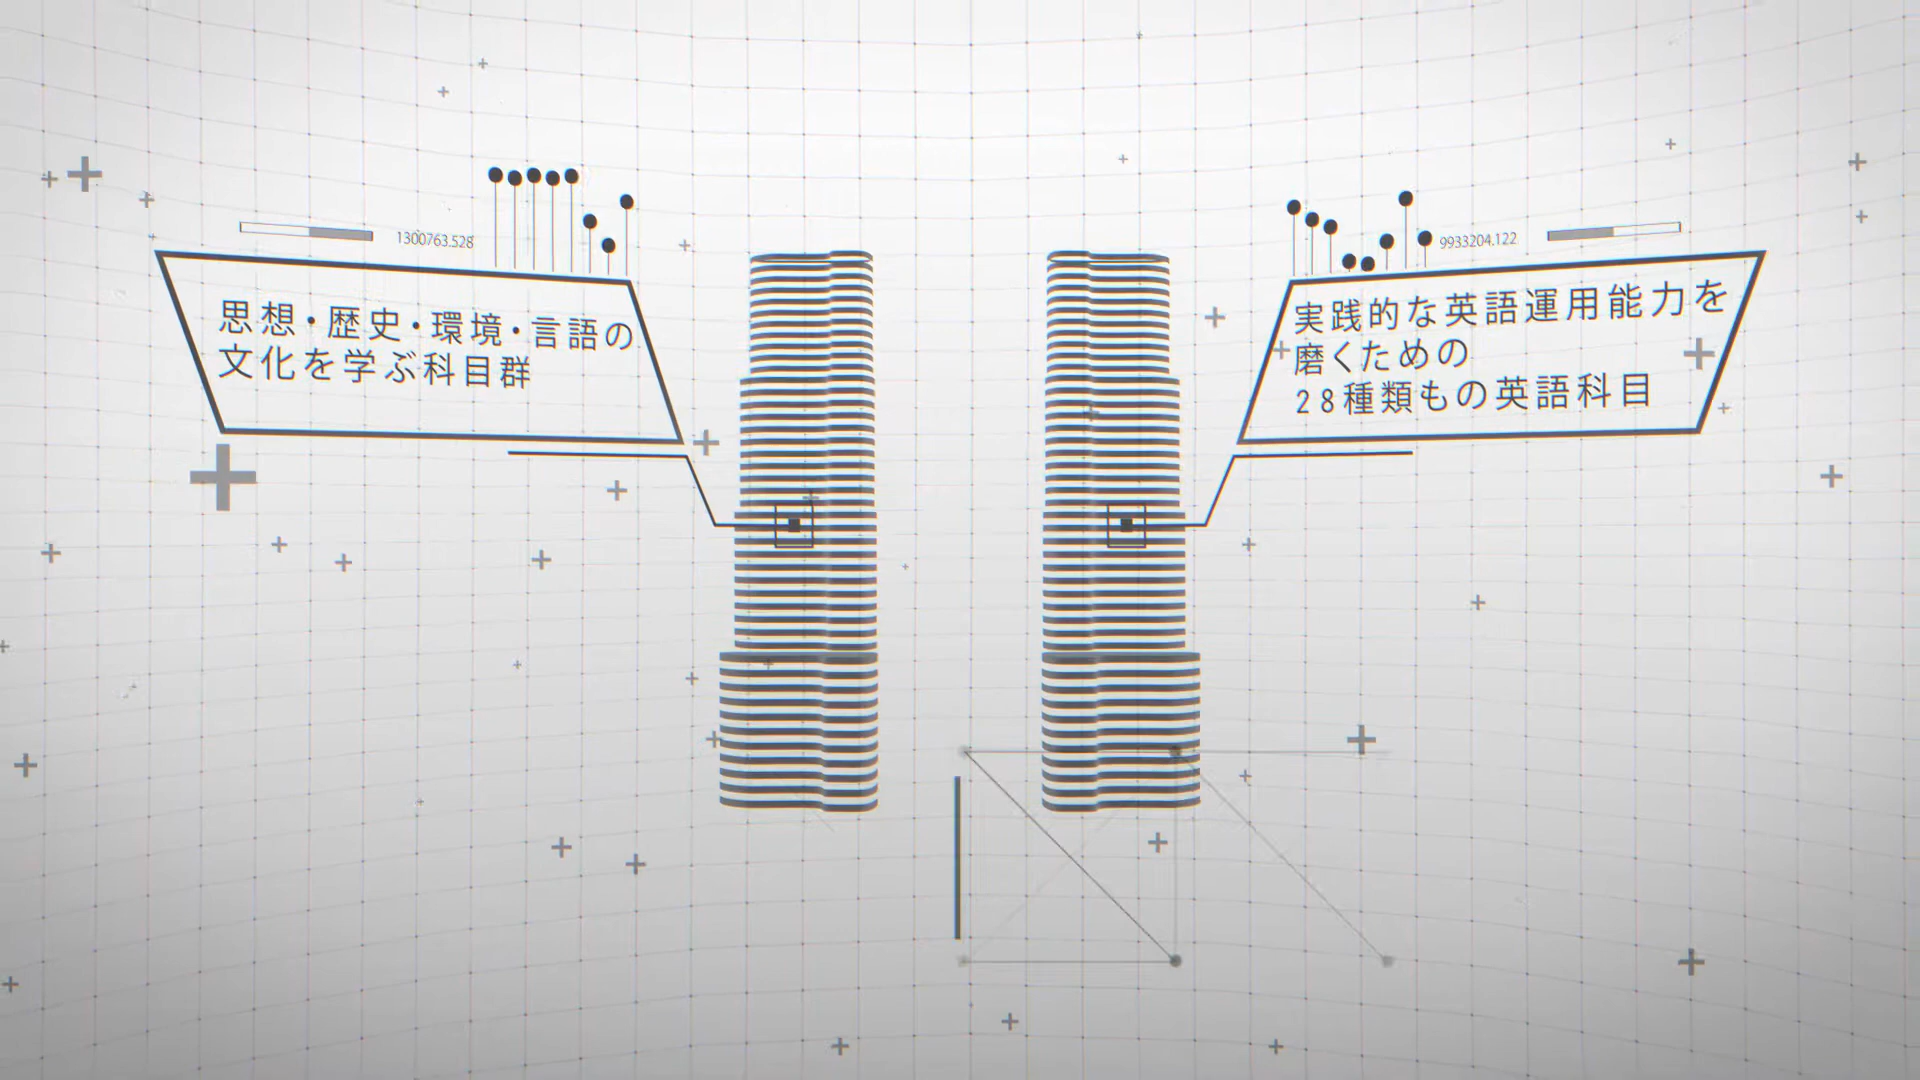 1300763.528
思想・歴史・環境・言語の
文化を学ぶ科目群
9933204.122
実践的な英語運用能力を
磨くための
28種類もの英語科目